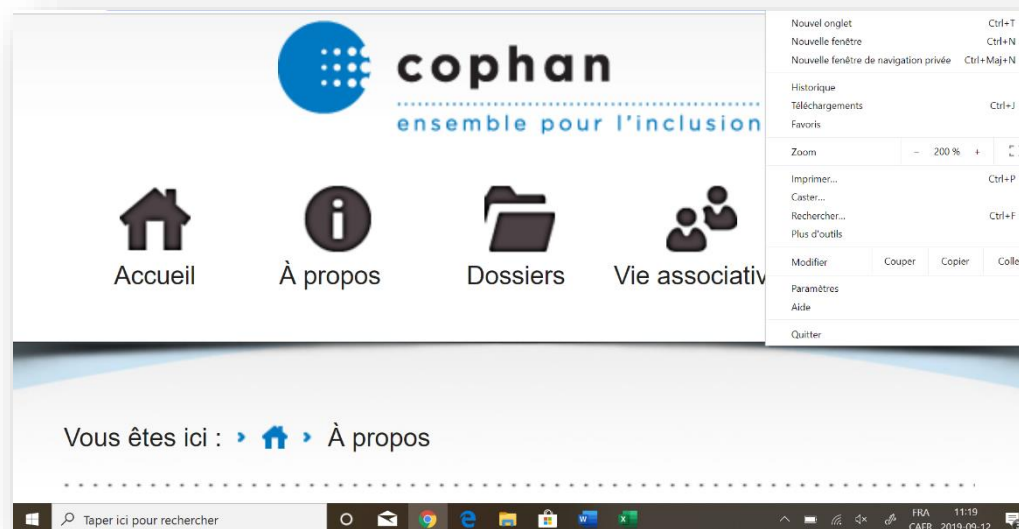 cophan
ensemble pour l'inclusion
Accueil
À propos
Dossiers
Vie associativ
Nouvel onglet Ctrl+T
Nouvelle fenêtre Ctrl+N
Nouvelle fenêtre de navigation privée Ctrl+Maj+N
Historique
Téléchargements Ctrl+J
Favoris
Zoom - 200 % +
Imprimer... Ctrl+P
Caster...
Rechercher... Ctrl+F
Plus d'outils
Modifier Couper Copier Colle
Paramètres
Aide
Quitter
Vous êtes ici : › › À propos
Taper ici pour rechercher
FRA 11:19
CAFR 2019-09-12